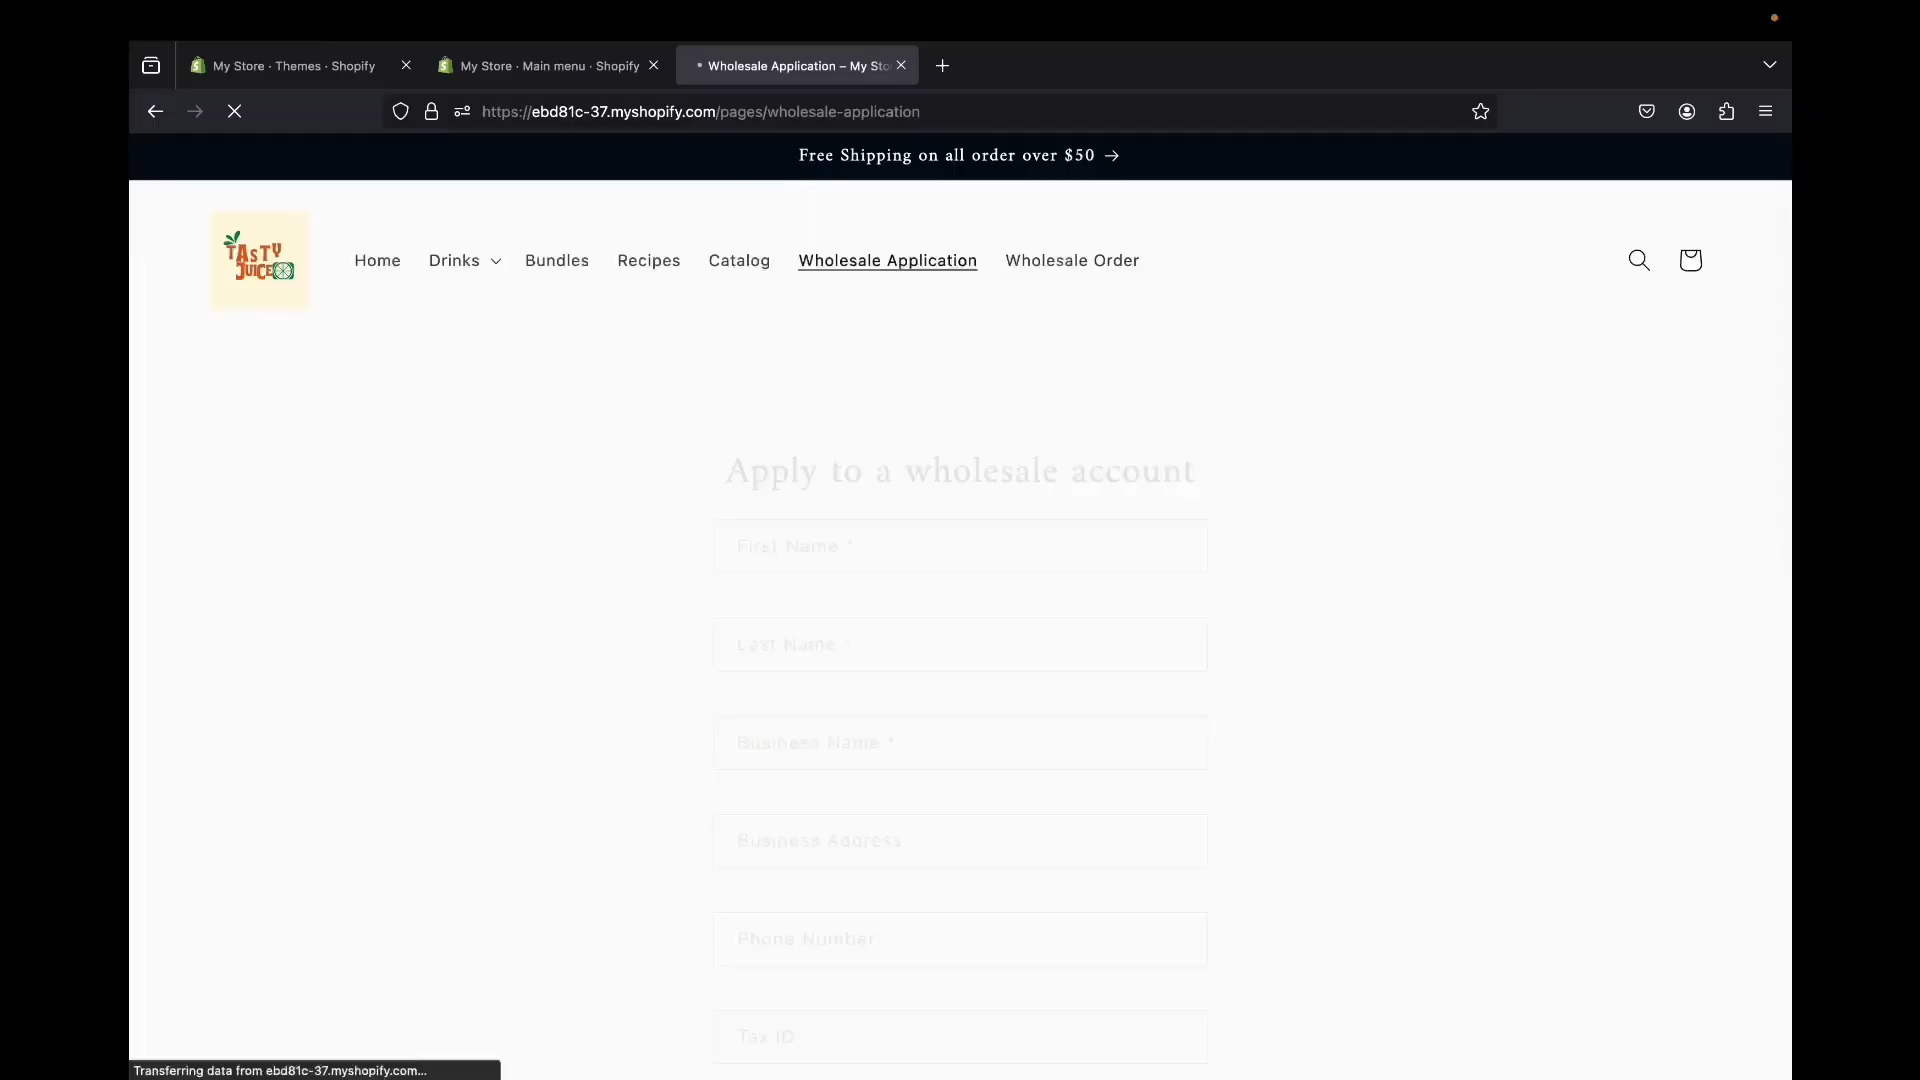 My Store · Themes · Shopify
My Store · Main menu · Shopify
Wholesale Application – My Sto
https://ebd81c-37.myshopify.com/pages/wholesale-application
Free Shipping on all order over $50 →
TASTY
JUICE
Home
Drinks
Bundles
Recipes
Catalog
Wholesale Application
Wholesale Order
Apply to a wholesale account
First Name *
Last Name *
Business Name *
Business Address
Phone Number
Tax ID
Transferring data from ebd81c-37.myshopify.com...